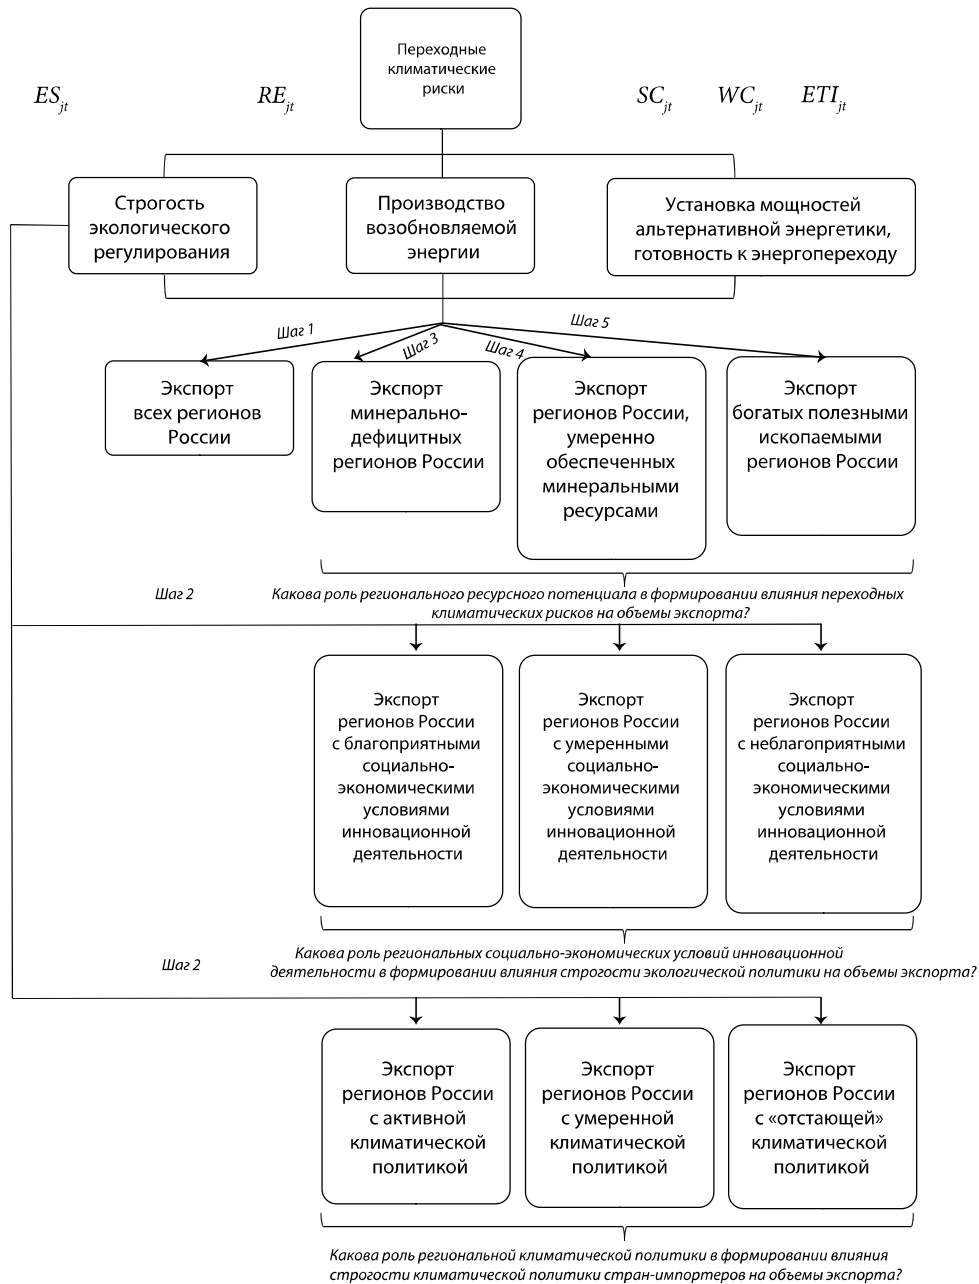 Переходные
климатические
риски
ES_jt
RE_jt
SC_jt
WC_jt
ETI_jt
Строгость
экологического
регулирования
Производство
возобновляемой
энергии
Установка мощностей
альтернативной энергетики,
готовность к энергопереходу
Шаг 1
Шаг 3
Шаг 4
Шаг 5
Экспорт
всех регионов
России
Экспорт
минерально-
дефицитных
регионов России
Экспорт
регионов России,
умеренно
обеспеченных
минеральными
ресурсами
Экспорт
богатых полезными
ископаемыми
регионов России
Шаг 2
Какова роль регионального ресурсного потенциала в формировании влияния переходных
климатических рисков на объемы экспорта?
Экспорт
регионов России
с благоприятными
социально-
экономическими
условиями
инновационной
деятельности
Экспорт
регионов России
с умеренными
социально-
экономическими
условиями
инновационной
деятельности
Экспорт
регионов России
с неблагоприятными
социально-
экономическими
условиями
инновационной
деятельности
Шаг 2
Какова роль региональных социально-экономических условий инновационной
деятельности в формировании влияния строгости экологической политики на объемы экспорта?
Экспорт
регионов России
с активной
климатической
политикой
Экспорт
регионов России
с умеренной
климатической
политикой
Экспорт
регионов России
с «отстающей»
климатической
политикой
Какова роль региональной климатической политики в формировании влияния
строгости климатической политики стран-импортеров на объемы экспорта?